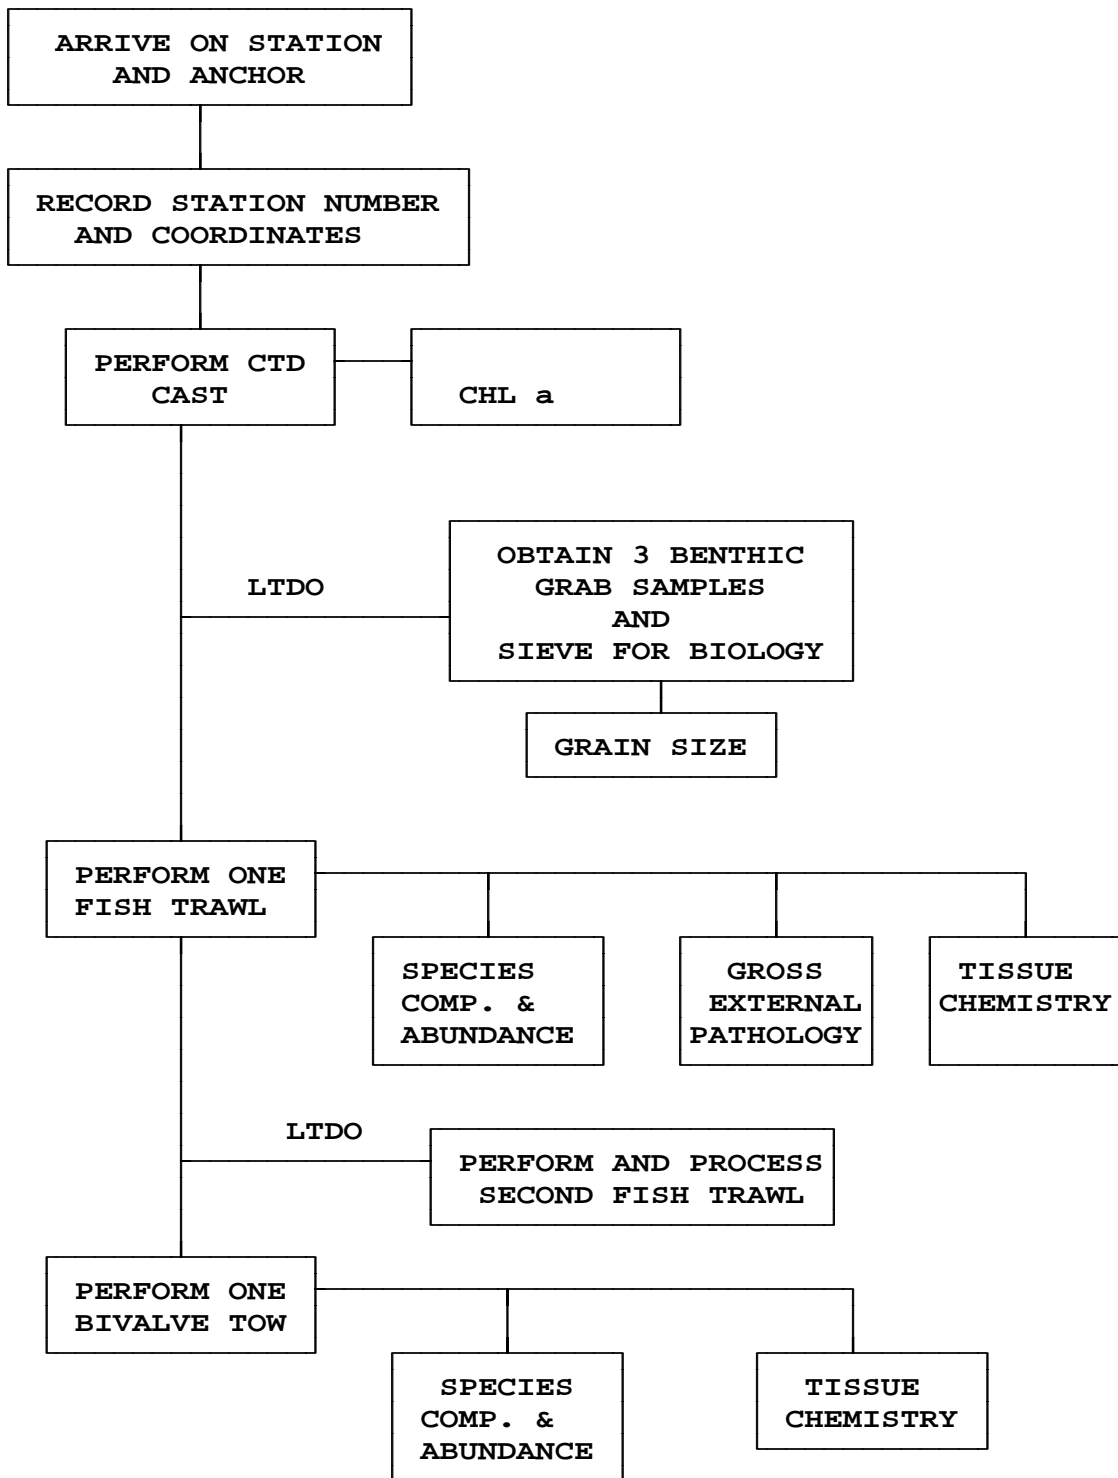 ARRIVE ON STATION
AND ANCHOR
RECORD STATION NUMBER
AND COORDINATES
PERFORM CTD
CAST
CHL a
OBTAIN 3 BENTHIC
GRAB SAMPLES
AND
SIEVE FOR BIOLOGY
LTDO
GRAIN SIZE
PERFORM ONE
FISH TRAWL
SPECIES
COMP. &
ABUNDANCE
GROSS
EXTERNAL
PATHOLOGY
TISSUE
CHEMISTRY
LTDO
PERFORM AND PROCESS
SECOND FISH TRAWL
PERFORM ONE
BIVALVE TOW
SPECIES
COMP. &
ABUNDANCE
TISSUE
CHEMISTRY